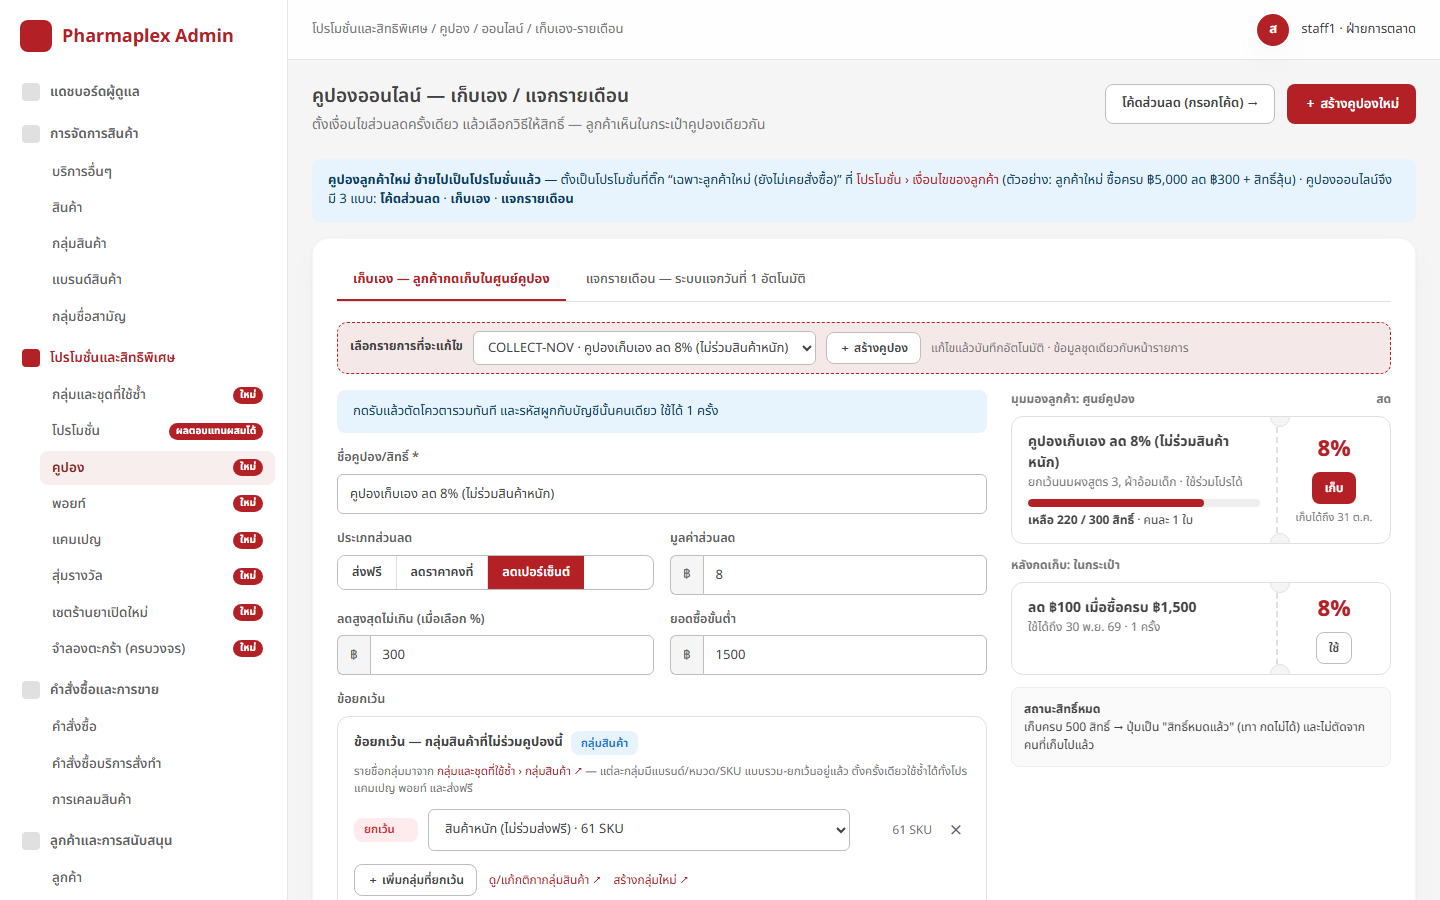 Pharmaplex Admin
แดชบอร์ดผู้ดูแล
การจัดการสินค้า
บริการอื่นๆ
สินค้า
กลุ่มสินค้า
แบรนด์สินค้า
กลุ่มชื่อสามัญ
โปรโมชั่นและสิทธิพิเศษ
กลุ่มและชุดที่ใช้ซ้ำ ใหม่
โปรโมชั่น ผลตอบแทนผสมได้
คูปอง ใหม่
พอยท์ ใหม่
แคมเปญ ใหม่
สุ่มรางวัล ใหม่
เซตร้านยาเปิดใหม่ ใหม่
จำลองตะกร้า (ครบวงจร) ใหม่
คำสั่งซื้อและการขาย
คำสั่งซื้อ
คำสั่งซื้อบริการสั่งทำ
การเคลมสินค้า
ลูกค้าและการสนับสนุน
ลูกค้า
โปรโมชั่นและสิทธิพิเศษ / คูปอง / ออนไลน์ / เก็บเอง-รายเดือน
ส staff1 · ฝ่ายการตลาด
คูปองออนไลน์ — เก็บเอง / แจกรายเดือน
ตั้งเงื่อนไขส่วนลดครั้งเดียว แล้วเลือกวิธีให้สิทธิ์ — ลูกค้าเห็นในกระเป๋าคูปองเดียวกัน
โค้ดส่วนลด (กรอกโค้ด) →
+ สร้างคูปองใหม่
คูปองลูกค้าใหม่ ย้ายไปเป็นโปรโมชั่นแล้ว — ตั้งเป็นโปรโมชั่นที่ติ๊ก “เฉพาะลูกค้าใหม่ (ยังไม่เคยสั่งซื้อ)” ที่ โปรโมชั่น › เงื่อนไขของลูกค้า (ตัวอย่าง: ลูกค้าใหม่ ซื้อครบ ฿5,000 ลด ฿300 + สิทธิ์ลุ้น) · คูปองออนไลน์จึง
มี 3 แบบ: โค้ดส่วนลด · เก็บเอง · แจกรายเดือน
เก็บเอง — ลูกค้ากดเก็บในศูนย์คูปอง
แจกรายเดือน — ระบบแจกวันที่ 1 อัตโนมัติ
เลือกรายการที่จะแก้ไข COLLECT-NOV · คูปองเก็บเอง ลด 8% (ไม่ร่วมสินค้าหนัก) + สร้างคูปอง แก้ไขแล้วบันทึกอัตโนมัติ · ข้อมูลชุดเดียวกับหน้ารายการ
กดรับแล้วตัดโควตารวมทันที และรหัสผูกกับบัญชีนั้นคนเดียว ใช้ได้ 1 ครั้ง
ชื่อคูปอง/สิทธิ์ *
คูปองเก็บเอง ลด 8% (ไม่ร่วมสินค้าหนัก)
ประเภทส่วนลด
ส่งฟรี ลดราคาคงที่ ลดเปอร์เซ็นต์
มูลค่าส่วนลด
฿ 8
ลดสูงสุดไม่เกิน (เมื่อเลือก %)
฿ 300
ยอดซื้อขั้นต่ำ
฿ 1500
ข้อยกเว้น
ข้อยกเว้น — กลุ่มสินค้าที่ไม่ร่วมคูปองนี้ กลุ่มสินค้า
รายชื่อกลุ่มมาจาก กลุ่มและชุดที่ใช้ซ้ำ › กลุ่มสินค้า ↗ — แต่ละกลุ่มมีแบรนด์/หมวด/SKU แบบรวม-ยกเว้นอยู่แล้ว ตั้งครั้งเดียวใช้ซ้ำได้ทั้งโปร
แคมเปญ พอยท์ และส่งฟรี
ยกเว้น สินค้าหนัก (ไม่ร่วมส่งฟรี) · 61 SKU 61 SKU ✕
+ เพิ่มกลุ่มที่ยกเว้น ดู/แก้กติกากลุ่มสินค้า ↗ สร้างกลุ่มใหม่ ↗
มุมมองลูกค้า: ศูนย์คูปอง สด
คูปองเก็บเอง ลด 8% (ไม่ร่วมสินค้า
หนัก)
ยกเว้นนมผงสูตร 3, ผ้าอ้อมเด็ก · ใช้ร่วมโปรได้
เหลือ 220 / 300 สิทธิ์ · คนละ 1 ใบ
8%
เก็บ
เก็บได้ถึง 31 ต.ค.
หลังกดเก็บ: ในกระเป๋า
ลด ฿100 เมื่อซื้อครบ ฿1,500
ใช้ได้ถึง 30 พ.ย. 69 · 1 ครั้ง
8%
ใช้
สถานะสิทธิ์หมด
เก็บครบ 500 สิทธิ์ → ปุ่มเป็น "สิทธิ์หมดแล้ว" (เทา กดไม่ได้) และไม่ตัดจาก
คนที่เก็บไปแล้ว